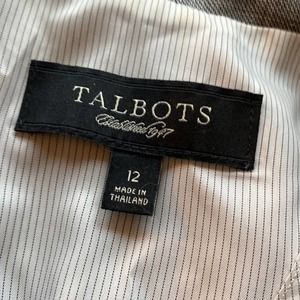 TALBOTS
Established 1947
12
MADE IN
THAILAND